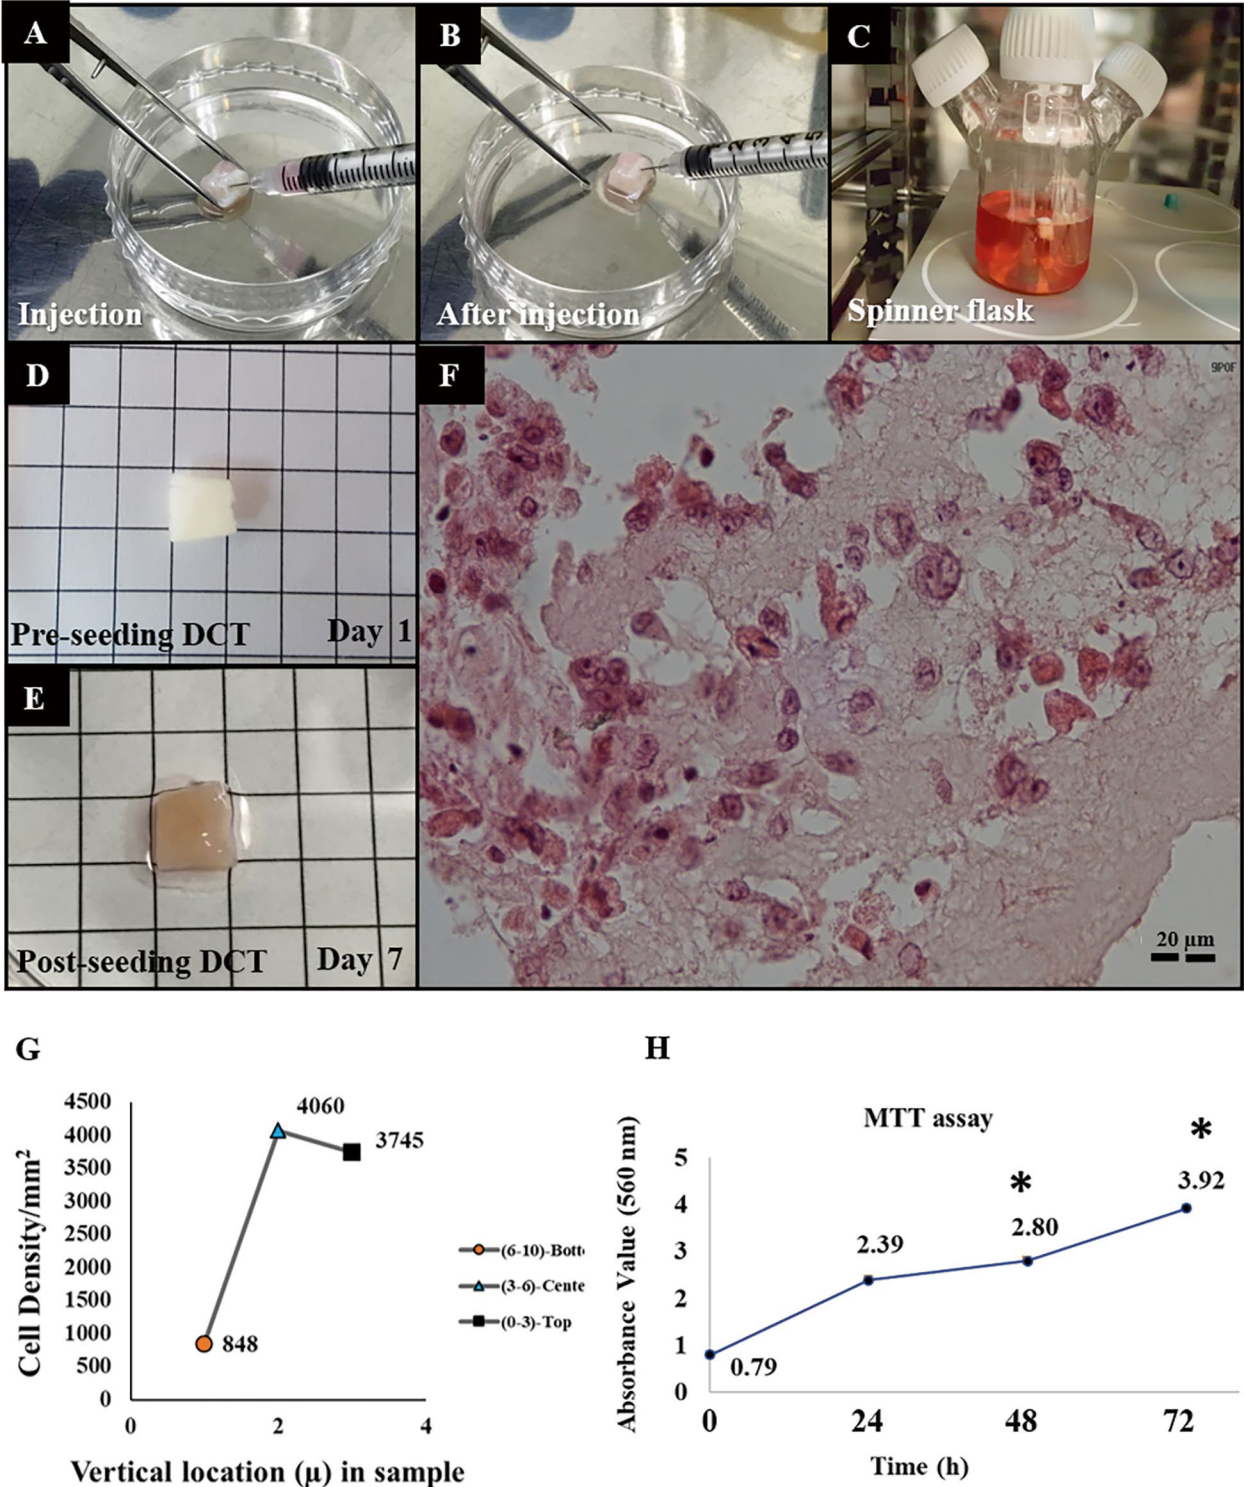 A
B
C
Injection
After injection
Spinner flask
D
Pre-seeding DCT
Day 1
E
Post-seeding DCT
Day 7
F
9P0F
20 µm
G
Cell Density/mm²
4500
4000
3500
3000
2500
2000
1500
1000
500
0
0
2
4
4060
3745
848
(6-10)-Bott
(3-6)-Cente
(0-3)-Top
Vertical location (µ) in sample
H
MTT assay
Absorbance Value (560 nm)
5
4
3
2
1
0
0.79
2.39
*
2.80
*
3.92
0
24
48
72
Time (h)